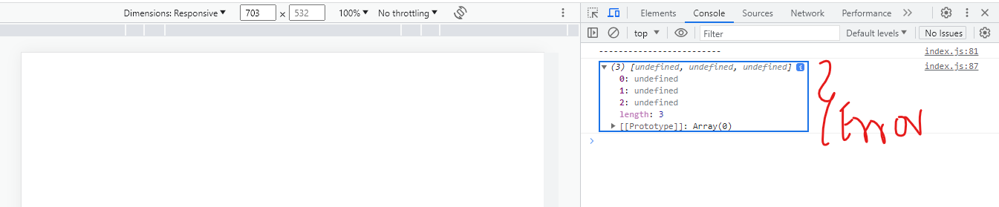 Dimensions: Responsive ▼ 703 × 532 100% ▼ No throttling ▼
Elements Console Sources Network Performance »
top ▼ Filter Default levels ▼ No Issues
------------------------- index.js:81
▼ (3) [undefined, undefined, undefined] i index.js:87
0: undefined
1: undefined
2: undefined
length: 3
▶ [[Prototype]]: Array(0)
Error
>